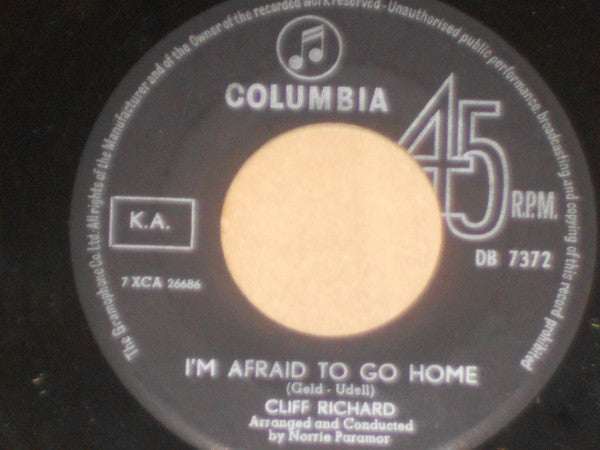 The Gramophone Co. Ltd. All rights of the Manufacturer and of the Owner of the recorded work reserved - Unauthorised public performance, broadcasting and copying of this record prohibited
COLUMBIA
45
R.P.M.
K.A.
DB 7372
7 XCA 26686
I'M AFRAID TO GO HOME
(Geld - Udell)
CLIFF RICHARD
Arranged and Conducted
by Norrie Paramor